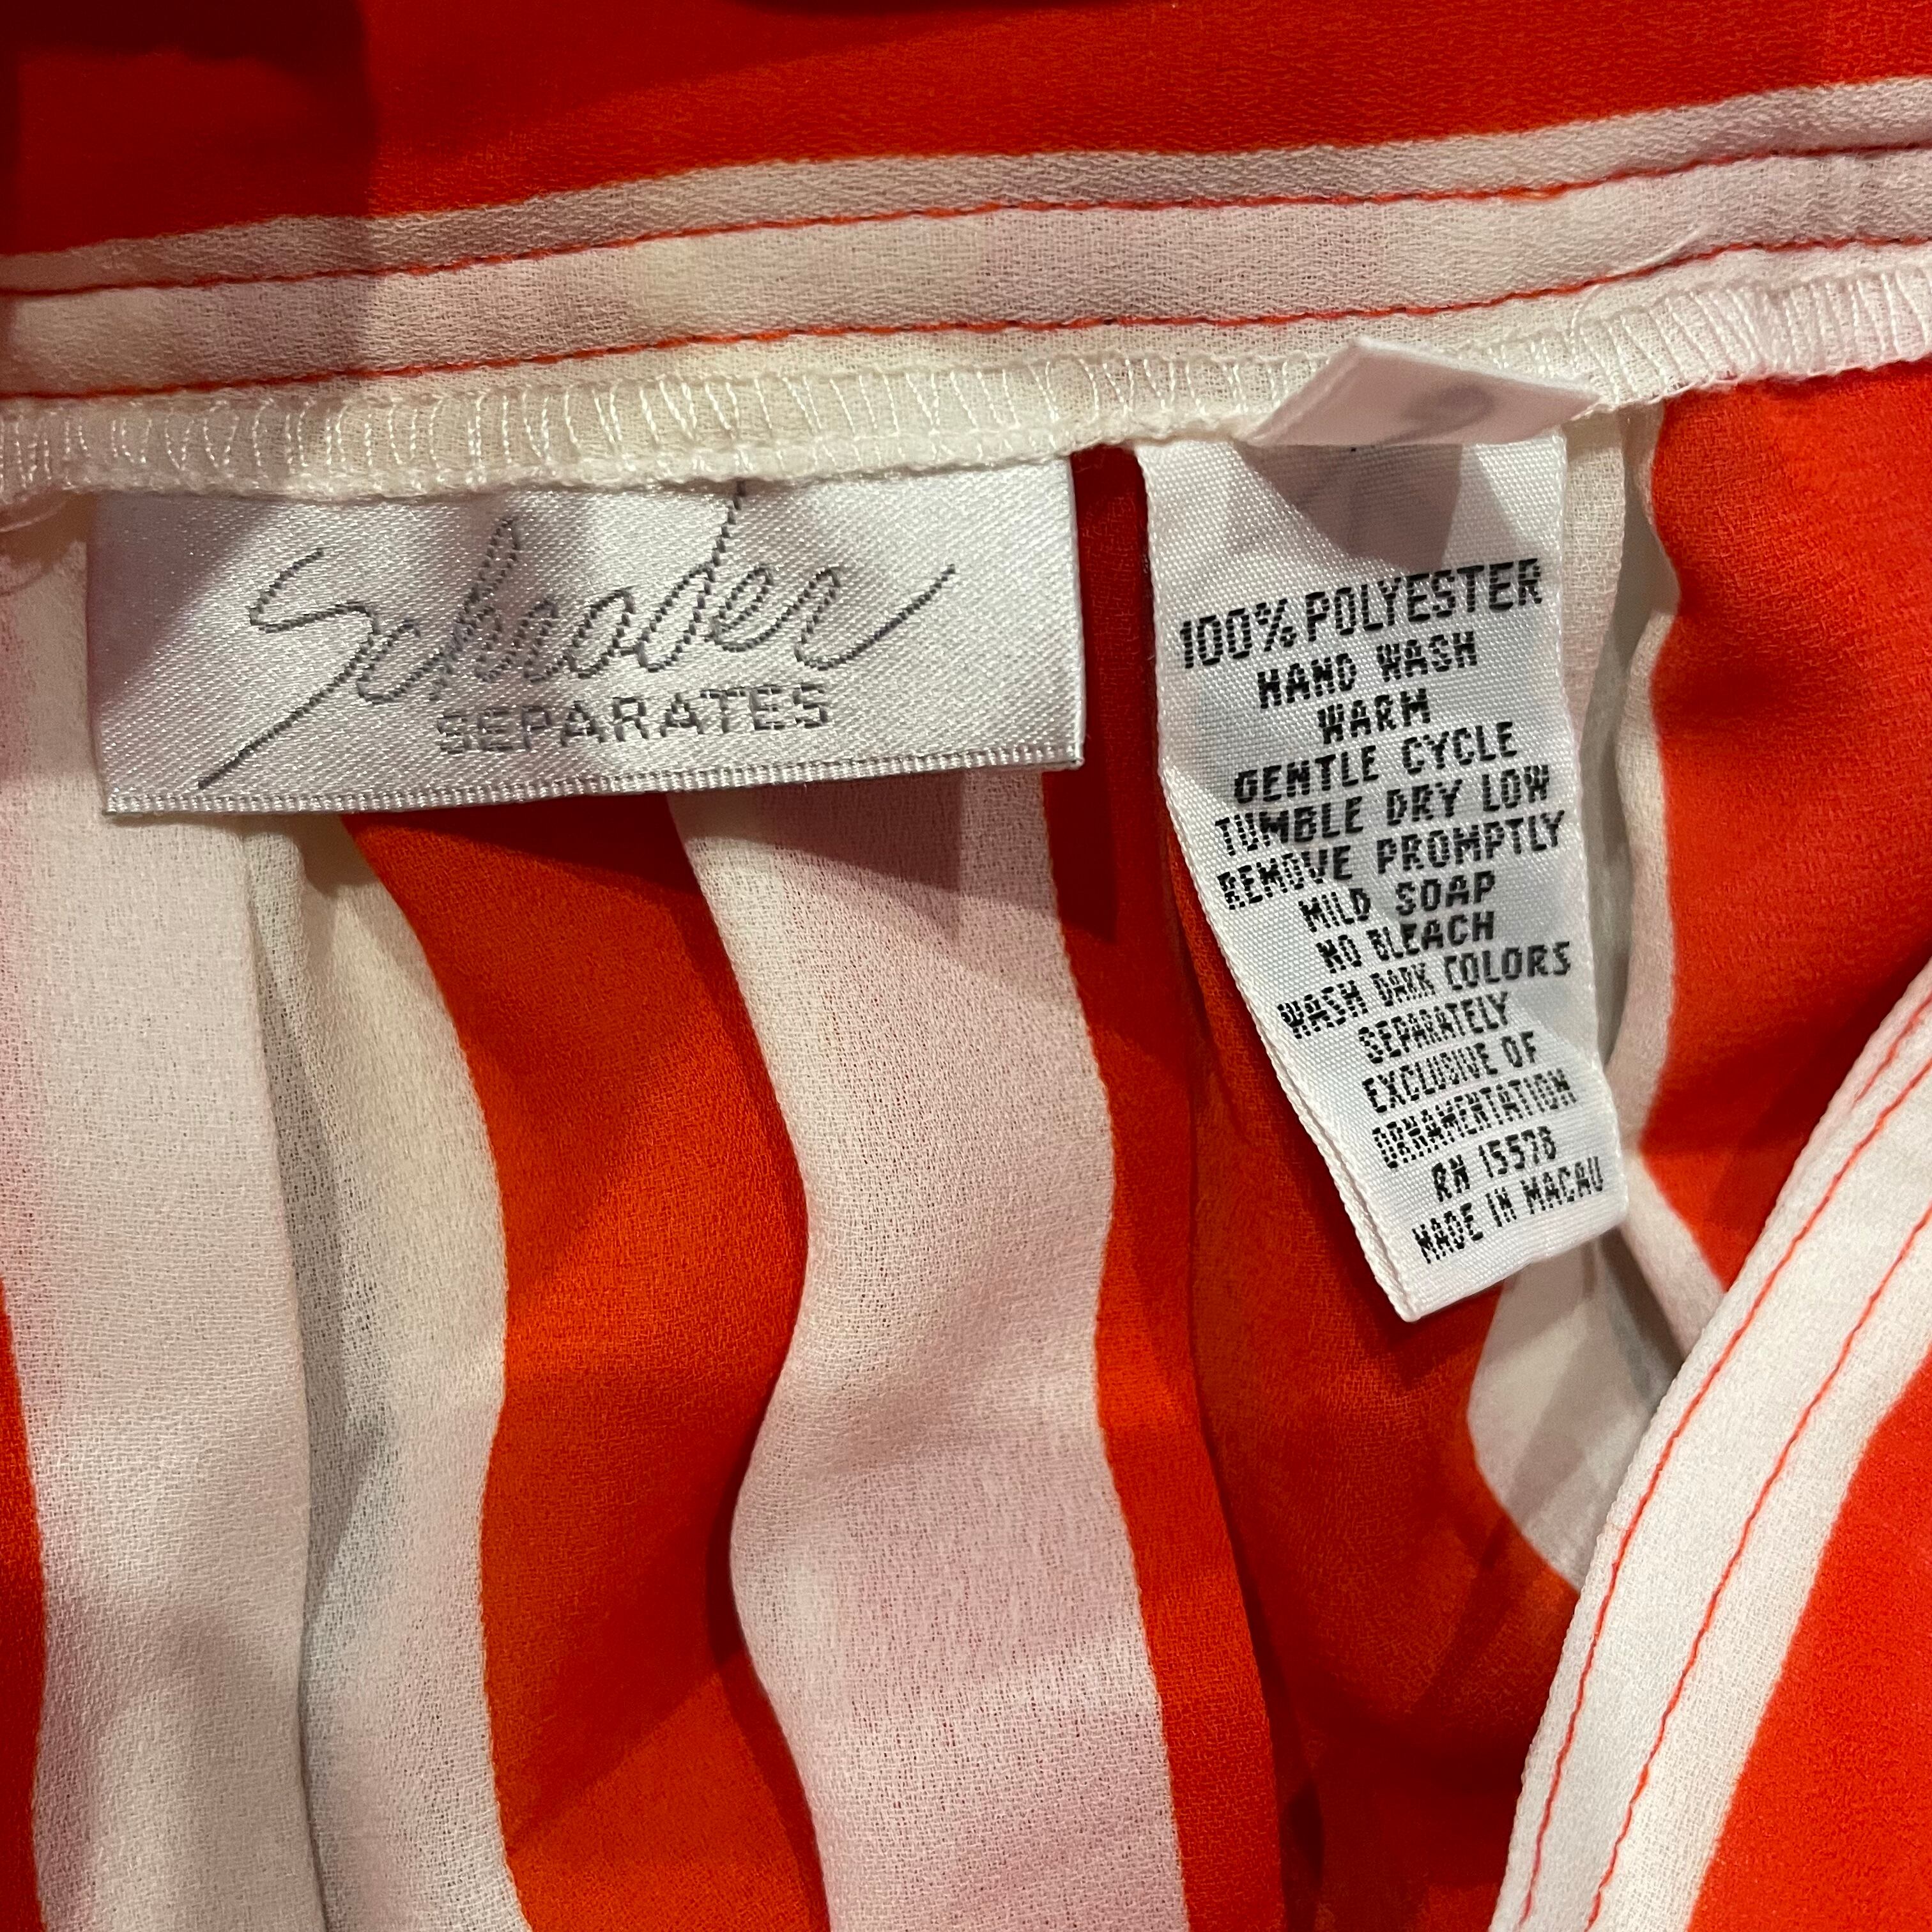 Schrader
SEPARATES
100% POLYESTER
HAND WASH
WARM
GENTLE CYCLE
TUMBLE DRY LOW
REMOVE PROMPTLY
MILD SOAP
NO BLEACH
WASH DARK COLORS
SEPARATELY
EXCLUSIVE OF
ORNAMENTATION
RN 15578
MADE IN MACAU